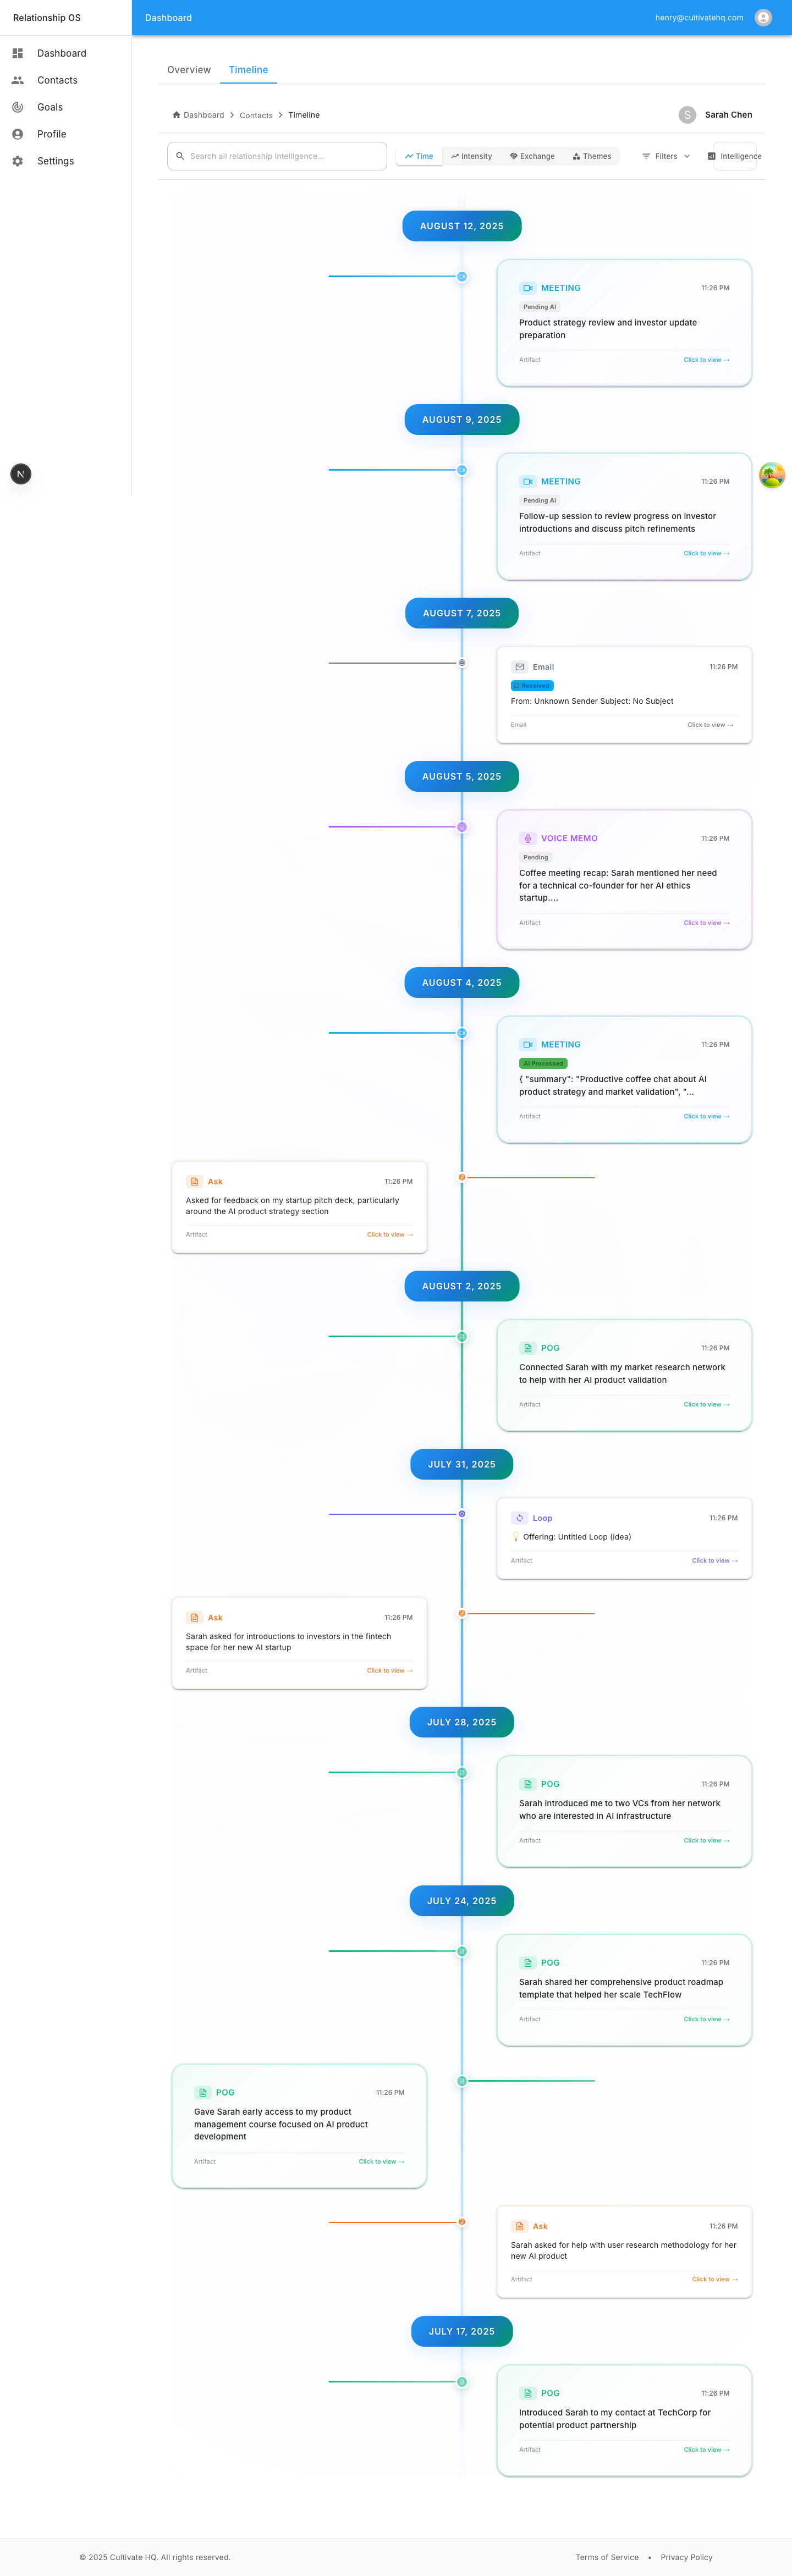 Relationship OS
Dashboard
henry@cultivatehq.com
Dashboard
Contacts
Goals
Profile
Settings
Overview
Timeline
Dashboard > Contacts > Timeline
S
Sarah Chen
Search all relationship intelligence...
Time
Intensity
Exchange
Themes
Filters
Intelligence
AUGUST 12, 2025
MEETING
11:26 PM
Pending AI
Product strategy review and investor update
preparation
Artifact
Click to view →
AUGUST 9, 2025
MEETING
11:26 PM
Pending AI
Follow-up session to review progress on investor
introductions and discuss pitch refinements
Artifact
Click to view →
N
AUGUST 7, 2025
Email
11:26 PM
Received
From: Unknown Sender Subject: No Subject
Email
Click to view →
AUGUST 5, 2025
VOICE MEMO
11:26 PM
Pending
Coffee meeting recap: Sarah mentioned her need
for a technical co-founder for her AI ethics
startup....
Artifact
Click to view →
AUGUST 4, 2025
MEETING
11:26 PM
AI Processed
{ "summary": "Productive coffee chat about AI
product strategy and market validation", "...
Artifact
Click to view →
Ask
11:26 PM
Asked for feedback on my startup pitch deck, particularly
around the AI product strategy section
Artifact
Click to view →
AUGUST 2, 2025
POG
11:26 PM
Connected Sarah with my market research network
to help with her AI product validation
Artifact
Click to view →
JULY 31, 2025
Loop
11:26 PM
💡 Offering: Untitled Loop (idea)
Artifact
Click to view →
Ask
11:26 PM
Sarah asked for introductions to investors in the fintech
space for her new AI startup
Artifact
Click to view →
JULY 28, 2025
POG
11:26 PM
Sarah introduced me to two VCs from her network
who are interested in AI infrastructure
Artifact
Click to view →
JULY 24, 2025
POG
11:26 PM
Sarah shared her comprehensive product roadmap
template that helped her scale TechFlow
Artifact
Click to view →
POG
11:26 PM
Gave Sarah early access to my product
management course focused on AI product
development
Artifact
Click to view →
Ask
11:26 PM
Sarah asked for help with user research methodology for her
new AI product
Artifact
Click to view →
JULY 17, 2025
POG
11:26 PM
Introduced Sarah to my contact at TechCorp for
potential product partnership
Artifact
Click to view →
© 2025 Cultivate HQ. All rights reserved.
Terms of Service • Privacy Policy